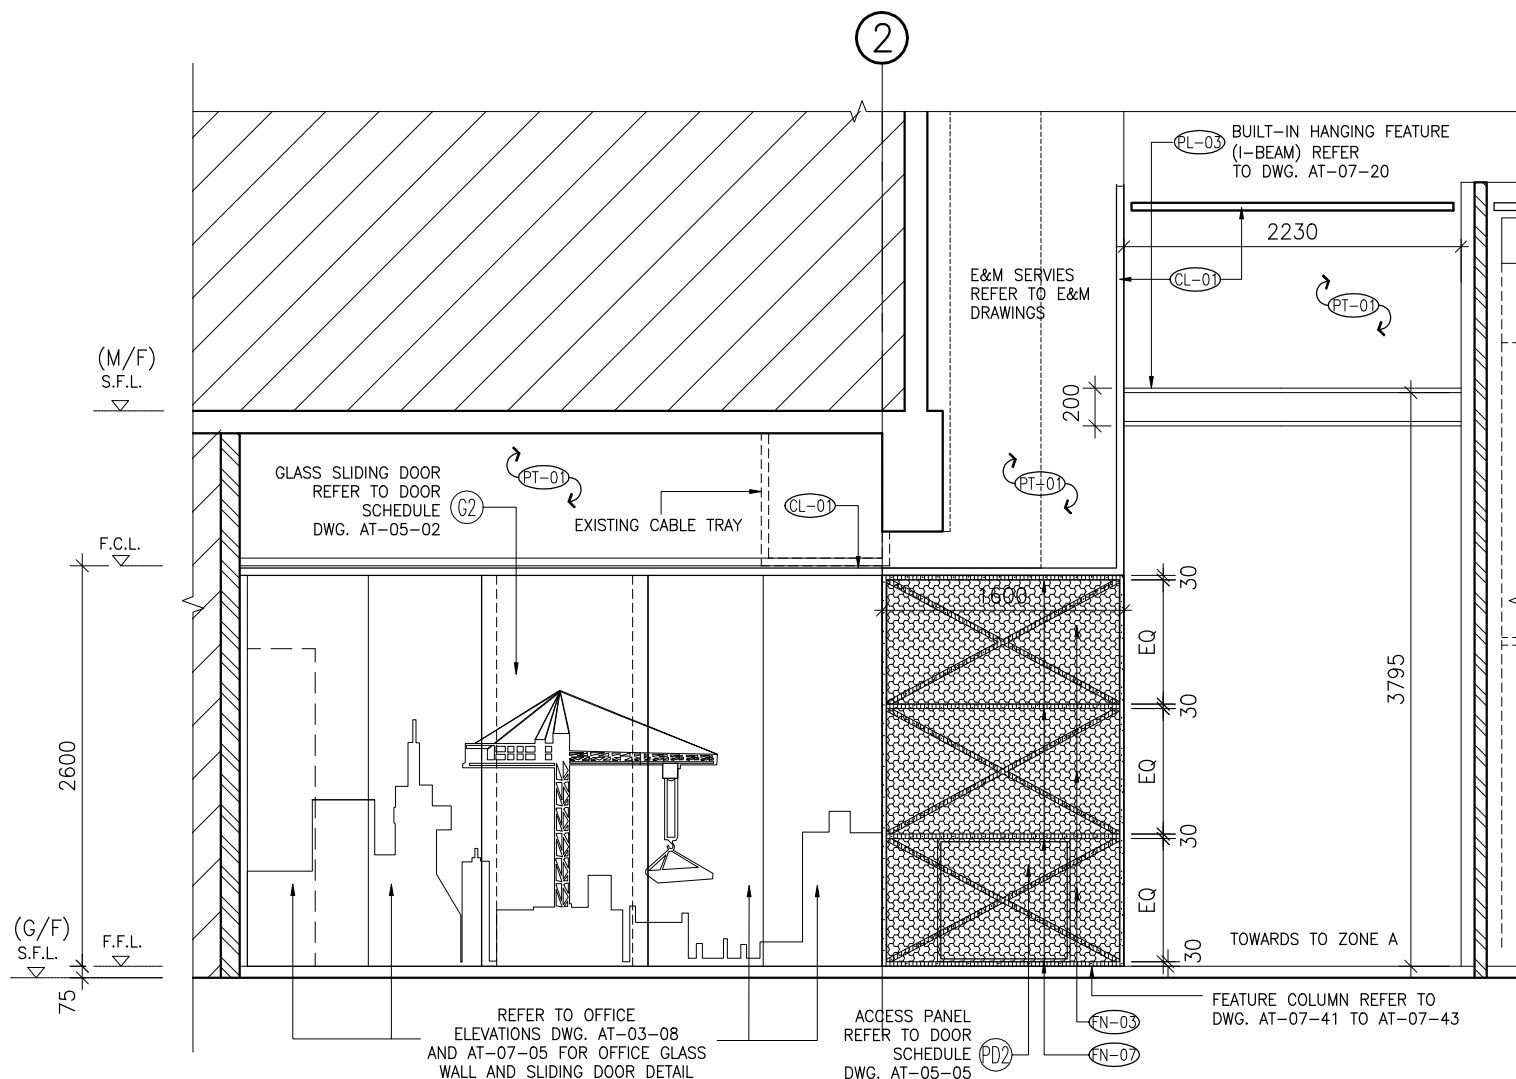 2
PL-03
BUILT-IN HANGING FEATURE
(I-BEAM) REFER
TO DWG. AT-07-20
2230
E&M SERVIES
REFER TO E&M
DRAWINGS
CL-01
PT-01
(M/F)
S.F.L.
200
GLASS SLIDING DOOR
REFER TO DOOR
SCHEDULE
DWG. AT-05-02
G2
PT-01
EXISTING CABLE TRAY
CL-01
PT-01
F.C.L.
1600
30
EQ
30
EQ
30
EQ
30
3795
2600
(G/F)
S.F.L.
F.F.L.
75
TOWARDS TO ZONE A
REFER TO OFFICE
ELEVATIONS DWG. AT-03-08
AND AT-07-05 FOR OFFICE GLASS
WALL AND SLIDING DOOR DETAIL
ACCESS PANEL
REFER TO DOOR
SCHEDULE
DWG. AT-05-05
PD2
FN-03
FN-07
FEATURE COLUMN REFER TO
DWG. AT-07-41 TO AT-07-43